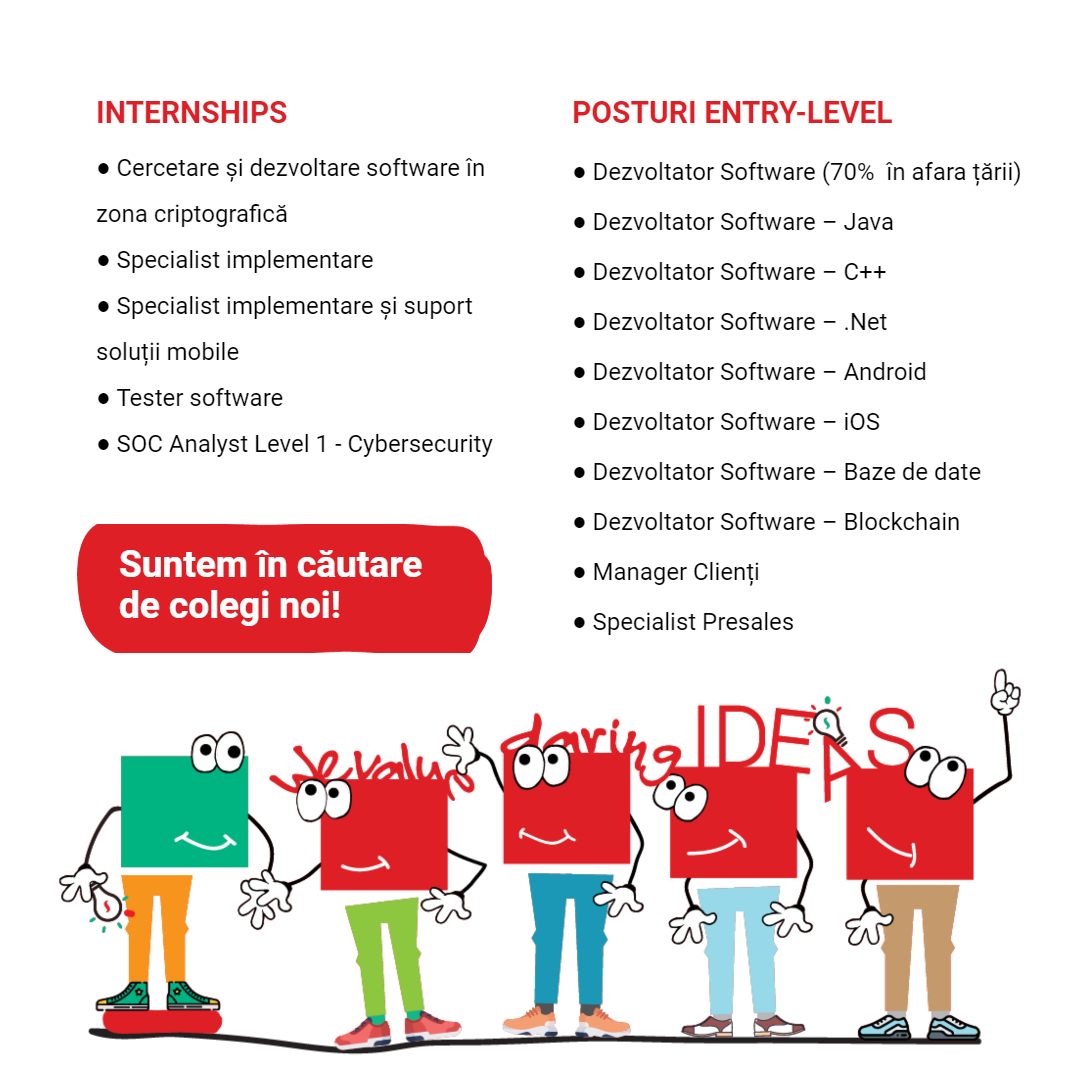 INTERNSHIPS
● Cercetare și dezvoltare software în
zona criptografică
● Specialist implementare
● Specialist implementare și suport
soluții mobile
● Tester software
● SOC Analyst Level 1 - Cybersecurity
Suntem în căutare
de colegi noi!
POSTURI ENTRY-LEVEL
● Dezvoltator Software (70%  în afara țării)
● Dezvoltator Software – Java
● Dezvoltator Software – C++
● Dezvoltator Software – .Net
● Dezvoltator Software – Android
● Dezvoltator Software – iOS
● Dezvoltator Software – Baze de date
● Dezvoltator Software – Blockchain
● Manager Clienți
● Specialist Presales
We value daring IDEAS